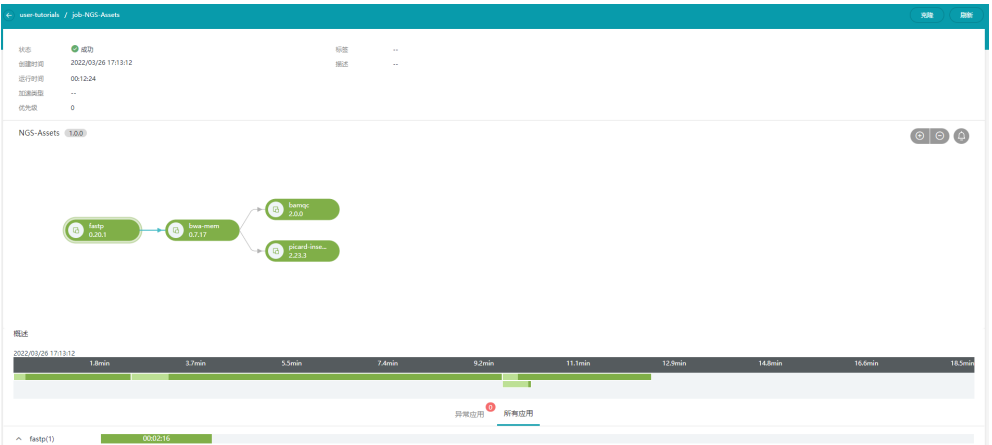 user-tutorials / job-NGS-Assets
克隆
刷新
状态 成功
标签 --
创建时间 2022/03/26 17:13:12
描述 --
运行时间 00:12:24
加速类型 --
优先级 0
NGS-Assets 1.0.0
fastp
0.20.1
bwa-mem
0.7.17
bamqc
2.0.0
picard-inse...
2.23.3
概述
2022/03/26 17:13:12
1.8min 3.7min 5.5min 7.4min 9.2min 11.1min 12.9min 14.8min 16.6min 18.5min
异常应用 0 所有应用
fastp(1) 00:02:16